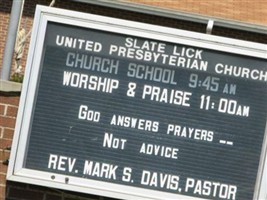 SLATE LICK
UNITED PRESBYTERIAN CHURCH
CHURCH SCHOOL 9:45 AM
WORSHIP & PRAISE 11:00AM
GOD ANSWERS PRAYERS --
NOT ADVICE
REV. MARK S. DAVIS, PASTOR